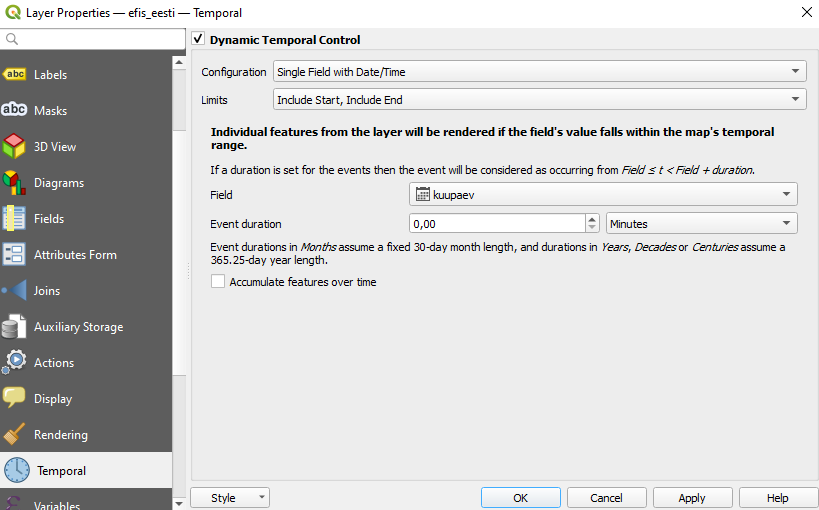 Layer Properties — efis_eesti — Temporal
Labels
Masks
3D View
Diagrams
Fields
Attributes Form
Joins
Auxiliary Storage
Actions
Display
Rendering
Temporal
Variables
Dynamic Temporal Control
Configuration Single Field with Date/Time
Limits Include Start, Include End
Individual features from the layer will be rendered if the field's value falls within the map's temporal
range.
If a duration is set for the events then the event will be considered as occurring from Field ≤ t < Field + duration.
Field kuupaev
Event duration 0,00 Minutes
Event durations in Months assume a fixed 30-day month length, and durations in Years, Decades or Centuries assume a
365.25-day year length.
Accumulate features over time
Style OK Cancel Apply Help